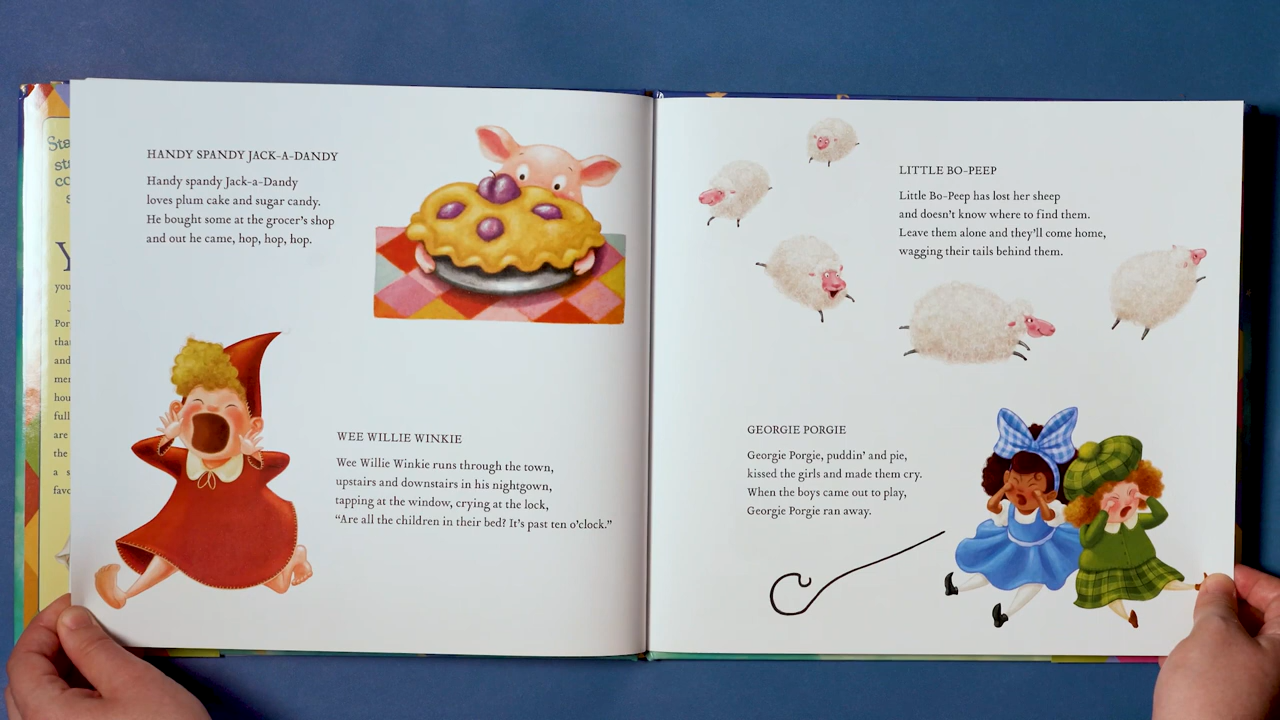 HANDY SPANDY JACK-A-DANDY
Handy spandy Jack-a-Dandy
loves plum cake and sugar candy.
He bought some at the grocer's shop
and out he came, hop, hop, hop.
WEE WILLIE WINKIE
Wee Willie Winkie runs through the town,
upstairs and downstairs in his nightgown,
tapping at the window, crying at the lock,
“Are all the children in their bed? It's past ten o'clock.”
LITTLE BO-PEEP
Little Bo-Peep has lost her sheep
and doesn't know where to find them.
Leave them alone and they'll come home,
wagging their tails behind them.
GEORGIE PORGIE
Georgie Porgie, puddin' and pie,
kissed the girls and made them cry.
When the boys came out to play,
Georgie Porgie ran away.